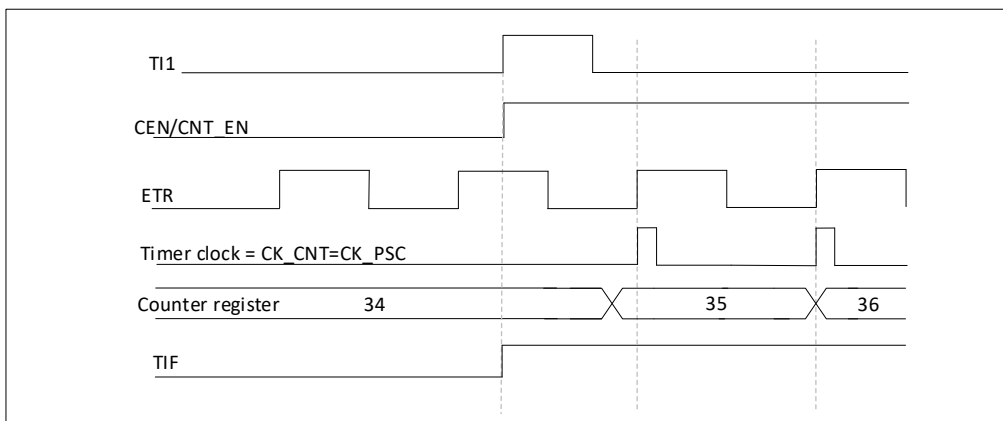 TI1
CEN/CNT_EN
ETR
Timer clock = CK_CNT=CK_PSC
Counter register 34 35 36
TIF